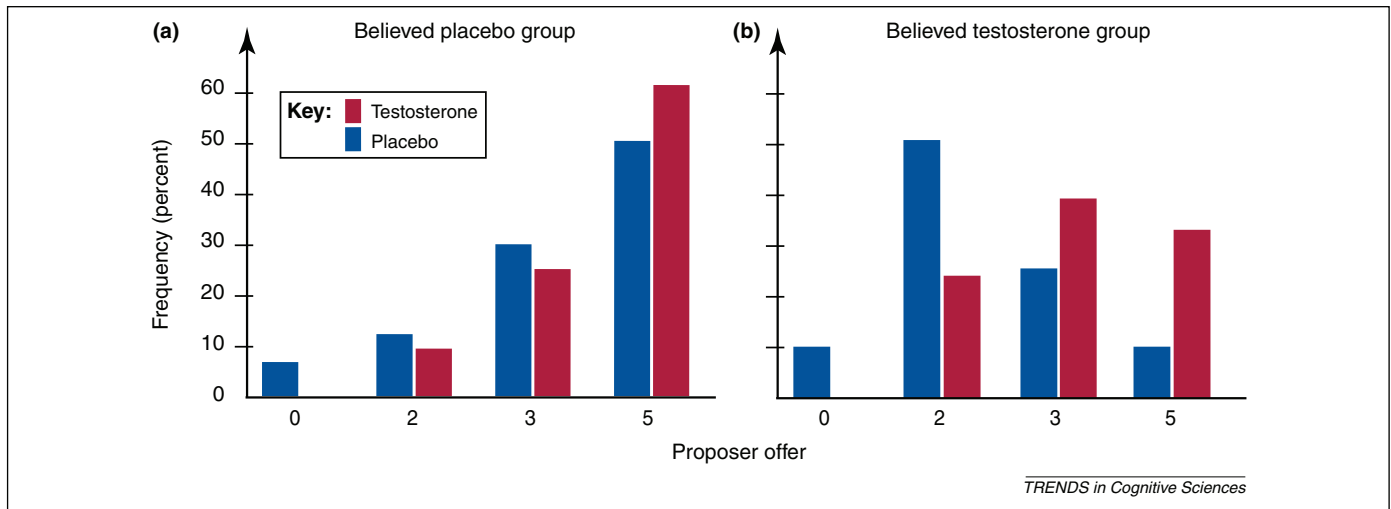 (a)
Believed placebo group
(b)
Believed testosterone group
Key:
Testosterone
Placebo
Frequency (percent)
60
50
40
30
20
10
0
0 2 3 5
0 2 3 5
Proposer offer
TRENDS in Cognitive Sciences